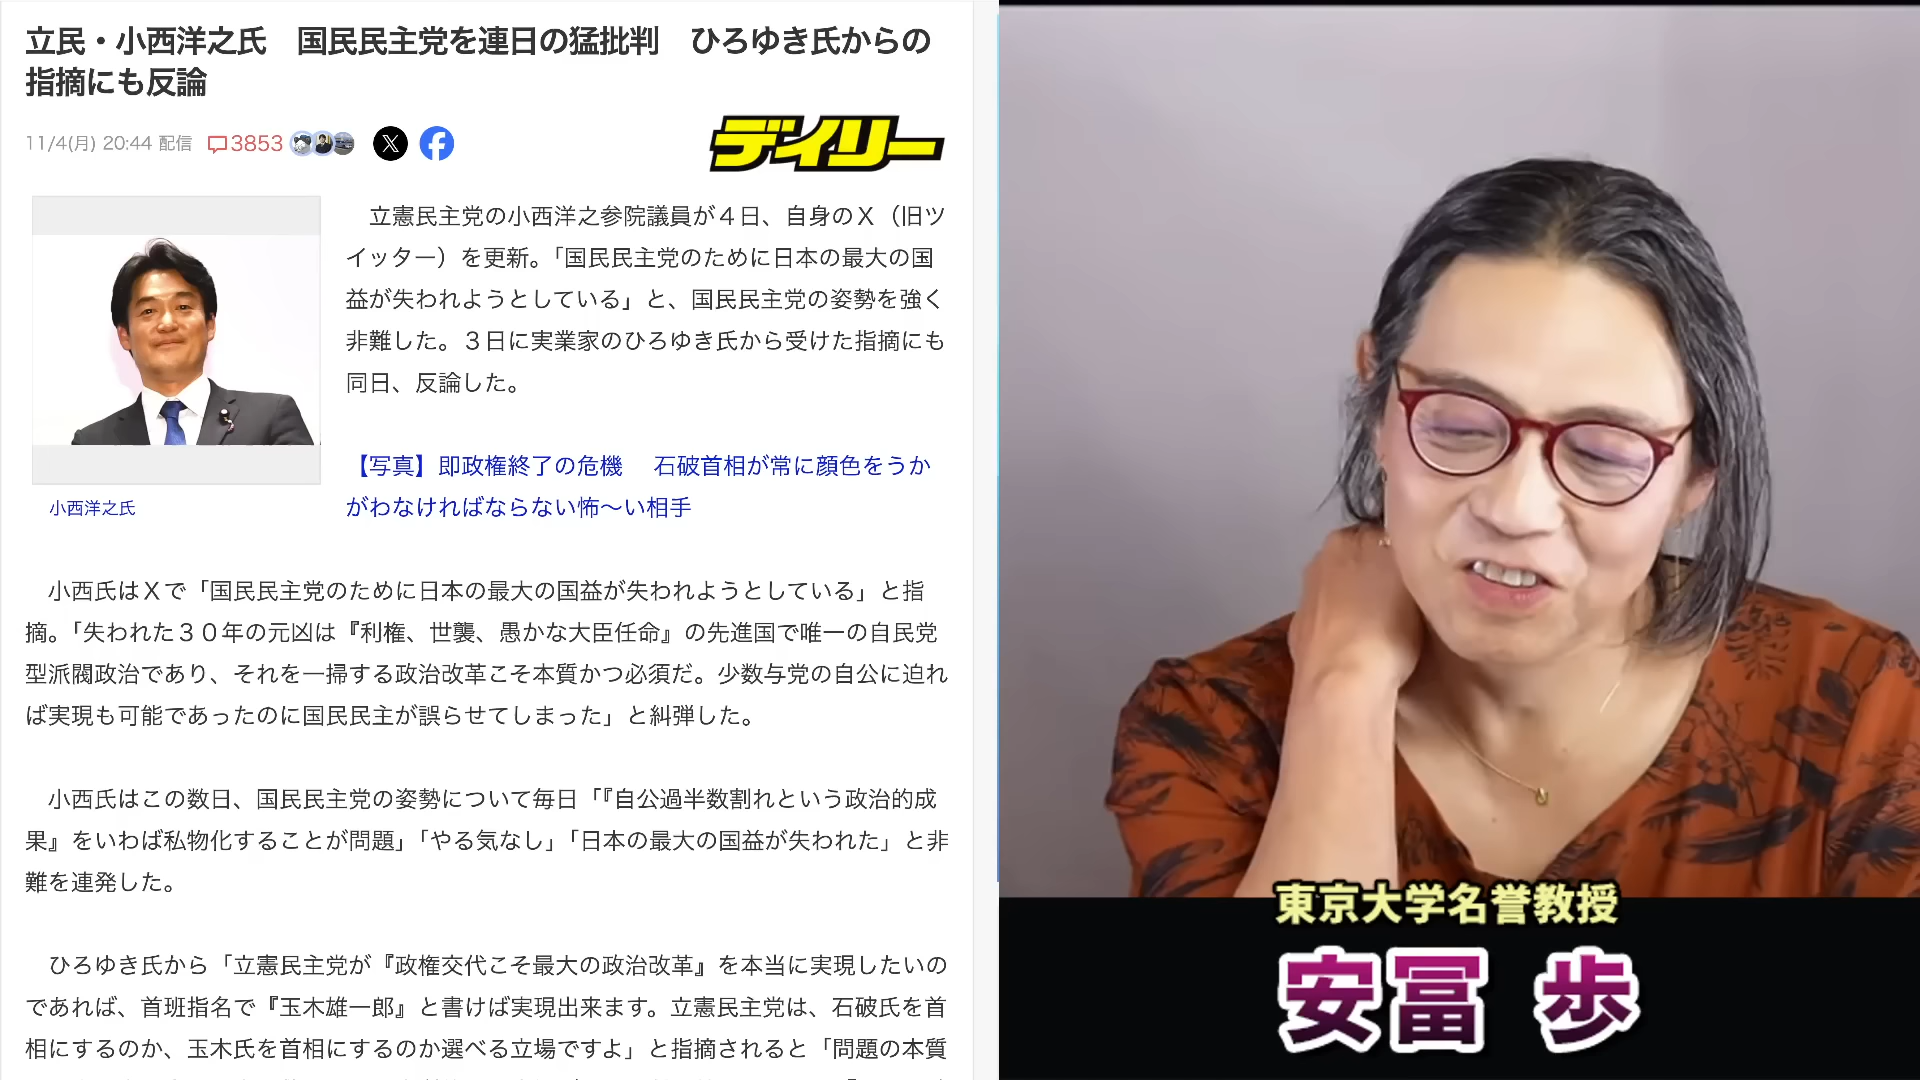 立民・小西洋之氏　国民民主党を連日の猛批判　ひろゆき氏からの
指摘にも反論
11/4(月) 20:44 配信
3853
デイリー
立憲民主党の小西洋之参院議員が４日、自身のＸ（旧ツ
イッター）を更新。「国民民主党のために日本の最大の国
益が失われようとしている」と、国民民主党の姿勢を強く
非難した。３日に実業家のひろゆき氏から受けた指摘にも
同日、反論した。
【写真】即政権終了の危機　石破首相が常に顔色をうか
がわなければならない怖〜い相手
小西洋之氏
小西氏はＸで「国民民主党のために日本の最大の国益が失われようとしている」と指
摘。「失われた３０年の元凶は『利権、世襲、愚かな大臣任命』の先進国で唯一の自民党
型派閥政治であり、それを一掃する政治改革こそ本質かつ必須だ。少数与党の自公に迫れ
ば実現も可能であったのに国民民主が誤らせてしまった」と糾弾した。
小西氏はこの数日、国民民主党の姿勢について毎日「『自公過半数割れという政治的成
果』をいわば私物化することが問題」「やる気なし」「日本の最大の国益が失われた」と非
難を連発した。
ひろゆき氏から「立憲民主党が『政権交代こそ最大の政治改革』を本当に実現したいの
であれば、首班指名で『玉木雄一郎』と書けば実現出来ます。立憲民主党は、石破氏を首
相にするのか、玉木氏を首相にするのか選べる立場ですよ」と指摘されると「問題の本質
東京大学名誉教授
安冨 歩